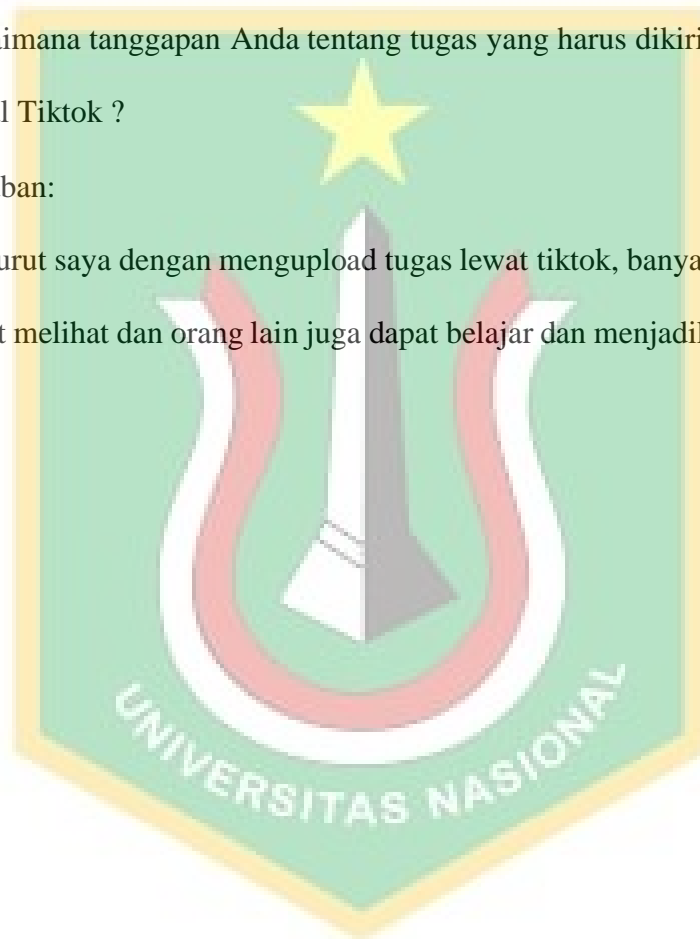 aimana tanggapan Anda tentang tugas yang harus dikiri
l Tiktok ?
ban:
urut saya dengan mengupload tugas lewat tiktok, banya
t melihat dan orang lain juga dapat belajar dan menjadil
UNIVERSITAS NASIONAL